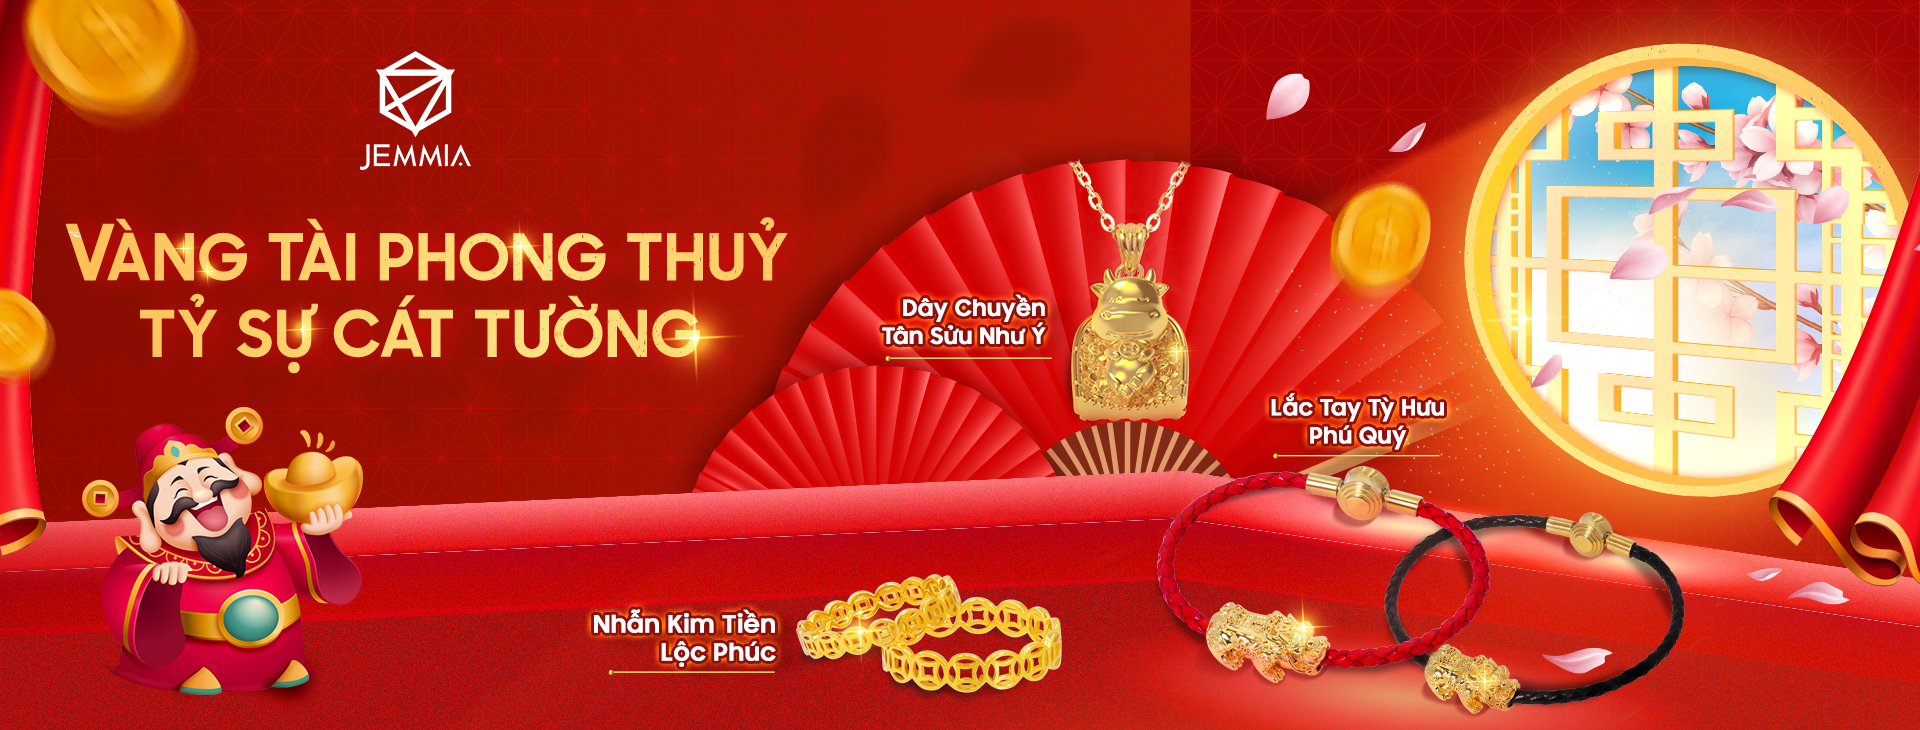 JEMMIA
VÀNG TÀI PHONG THUỶ
TỶ SỰ CÁT TƯỜNG
Dây Chuyền
Tân Sửu Như Ý
Lắc Tay Tỳ Hưu
Phú Quý
Nhẫn Kim Tiền
Lộc Phúc